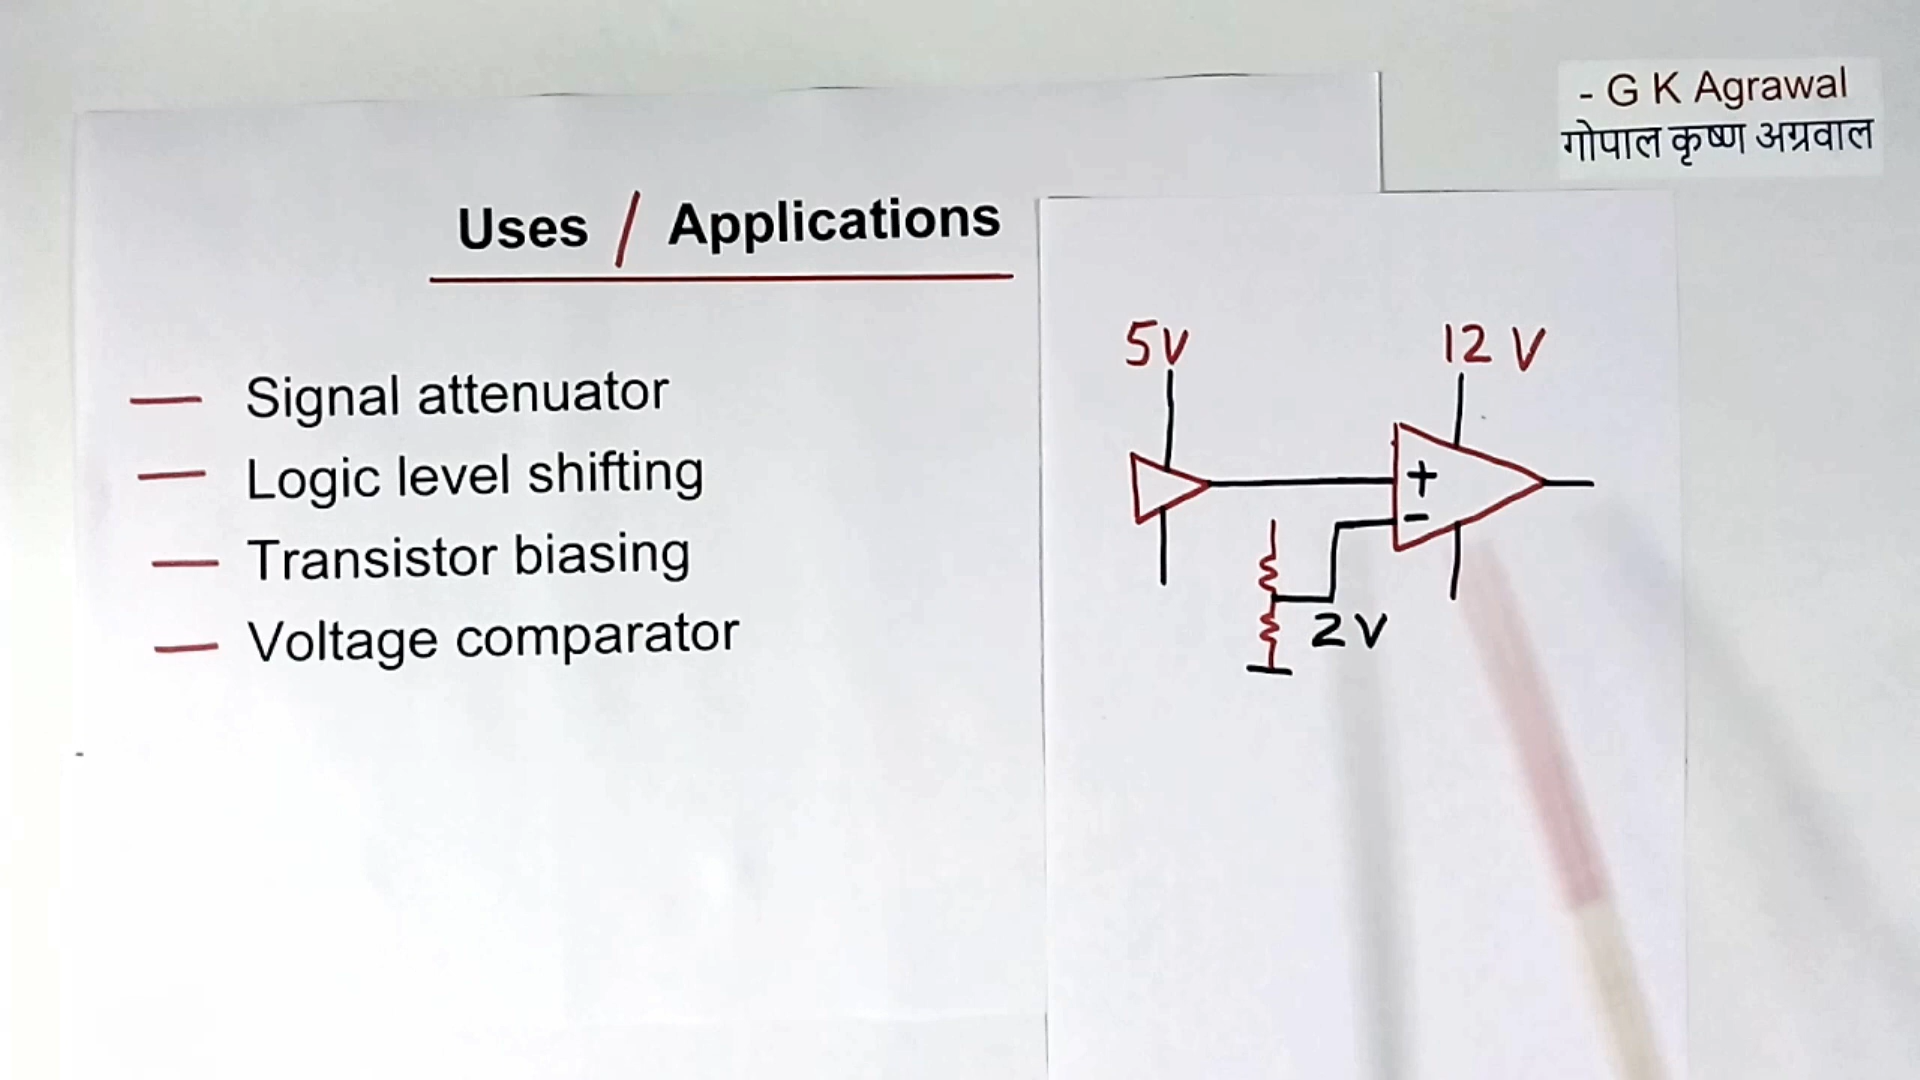 - G K Agrawal
गोपाल कृष्ण अग्रवाल
Uses / Applications
— Signal attenuator
— Logic level shifting
— Transistor biasing
— Voltage comparator
5V
12 V
+
-
2V